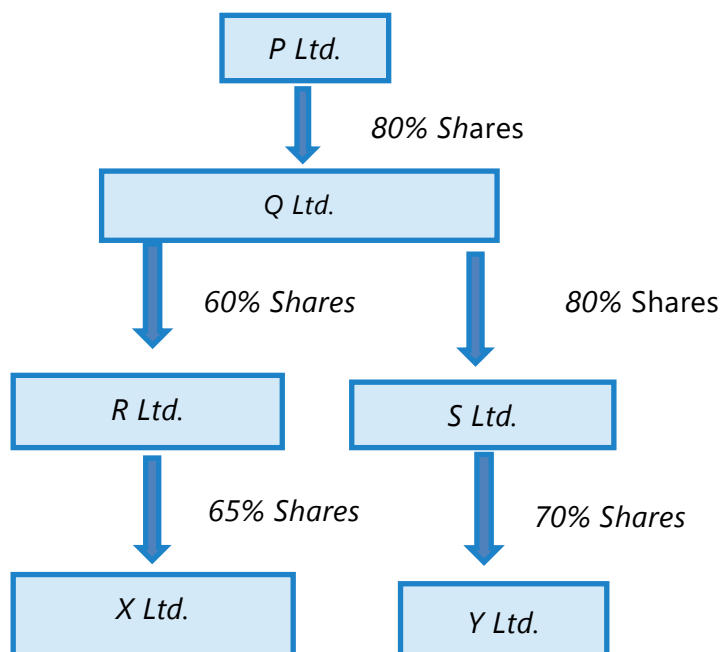 P Ltd.
80% Shares
Q Ltd.
60% Shares
80% Shares
R Ltd.
S Ltd.
65% Shares
70% Shares
X Ltd.
Y Ltd.